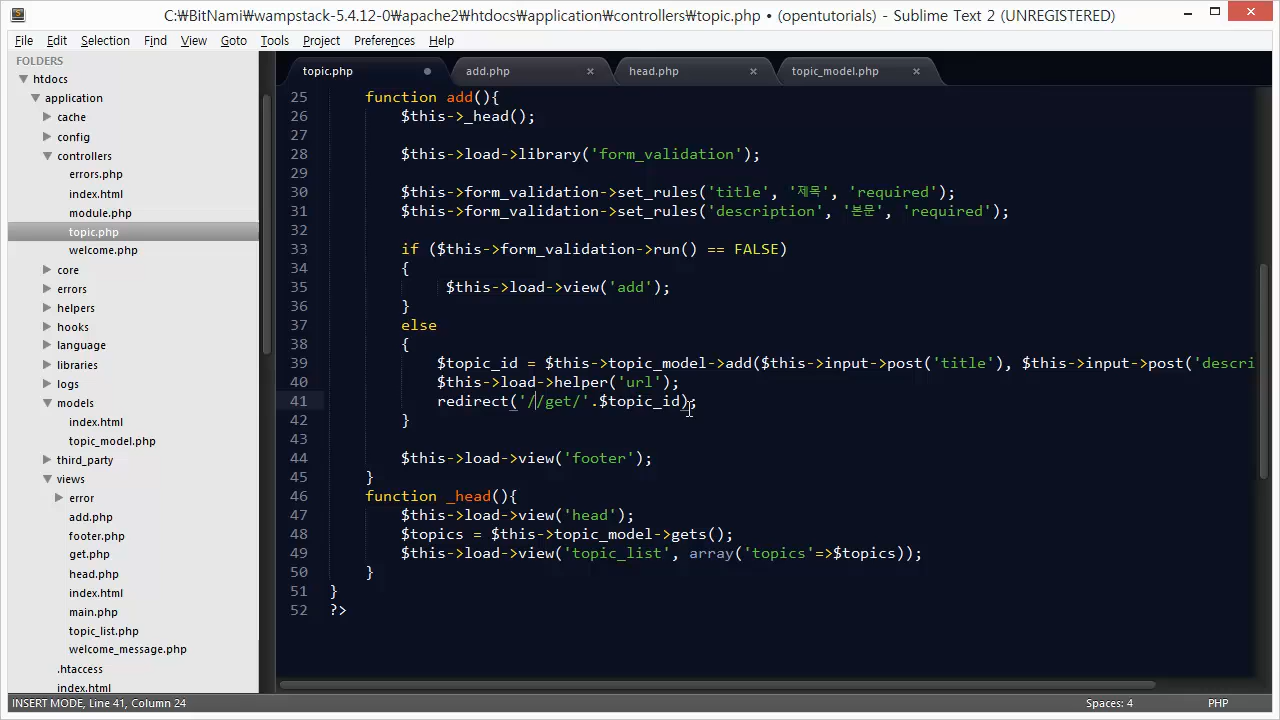 C:₩BitNami₩wampstack-5.4.12-0₩apache2₩htdocs₩application₩controllers₩topic.php • (opentutorials) - Sublime Text 2 (UNREGISTERED)
File Edit Selection Find View Goto Tools Project Preferences Help
FOLDERS
htdocs
application
cache
config
controllers
errors.php
index.html
module.php
topic.php
welcome.php
core
errors
helpers
hooks
language
libraries
logs
models
index.html
topic_model.php
third_party
views
error
add.php
footer.php
get.php
head.php
index.html
main.php
topic_list.php
welcome_message.php
.htaccess
index.html
topic.php add.php head.php topic_model.php
25 function add(){
26 $this->_head();
27
28 $this->load->library('form_validation');
29
30 $this->form_validation->set_rules('title', '제목', 'required');
31 $this->form_validation->set_rules('description', '본문', 'required');
32
33 if ($this->form_validation->run() == FALSE)
34 {
35 $this->load->view('add');
36 }
37 else
38 {
39 $topic_id = $this->topic_model->add($this->input->post('title'), $this->input->post('descri
40 $this->load->helper('url');
41 redirect('//get/'.$topic_id);
42 }
43
44 $this->load->view('footer');
45 }
46 function _head(){
47 $this->load->view('head');
48 $topics = $this->topic_model->gets();
49 $this->load->view('topic_list', array('topics'=>$topics));
50 }
51 }
52 ?>
INSERT MODE, Line 41, Column 24 Spaces: 4 PHP